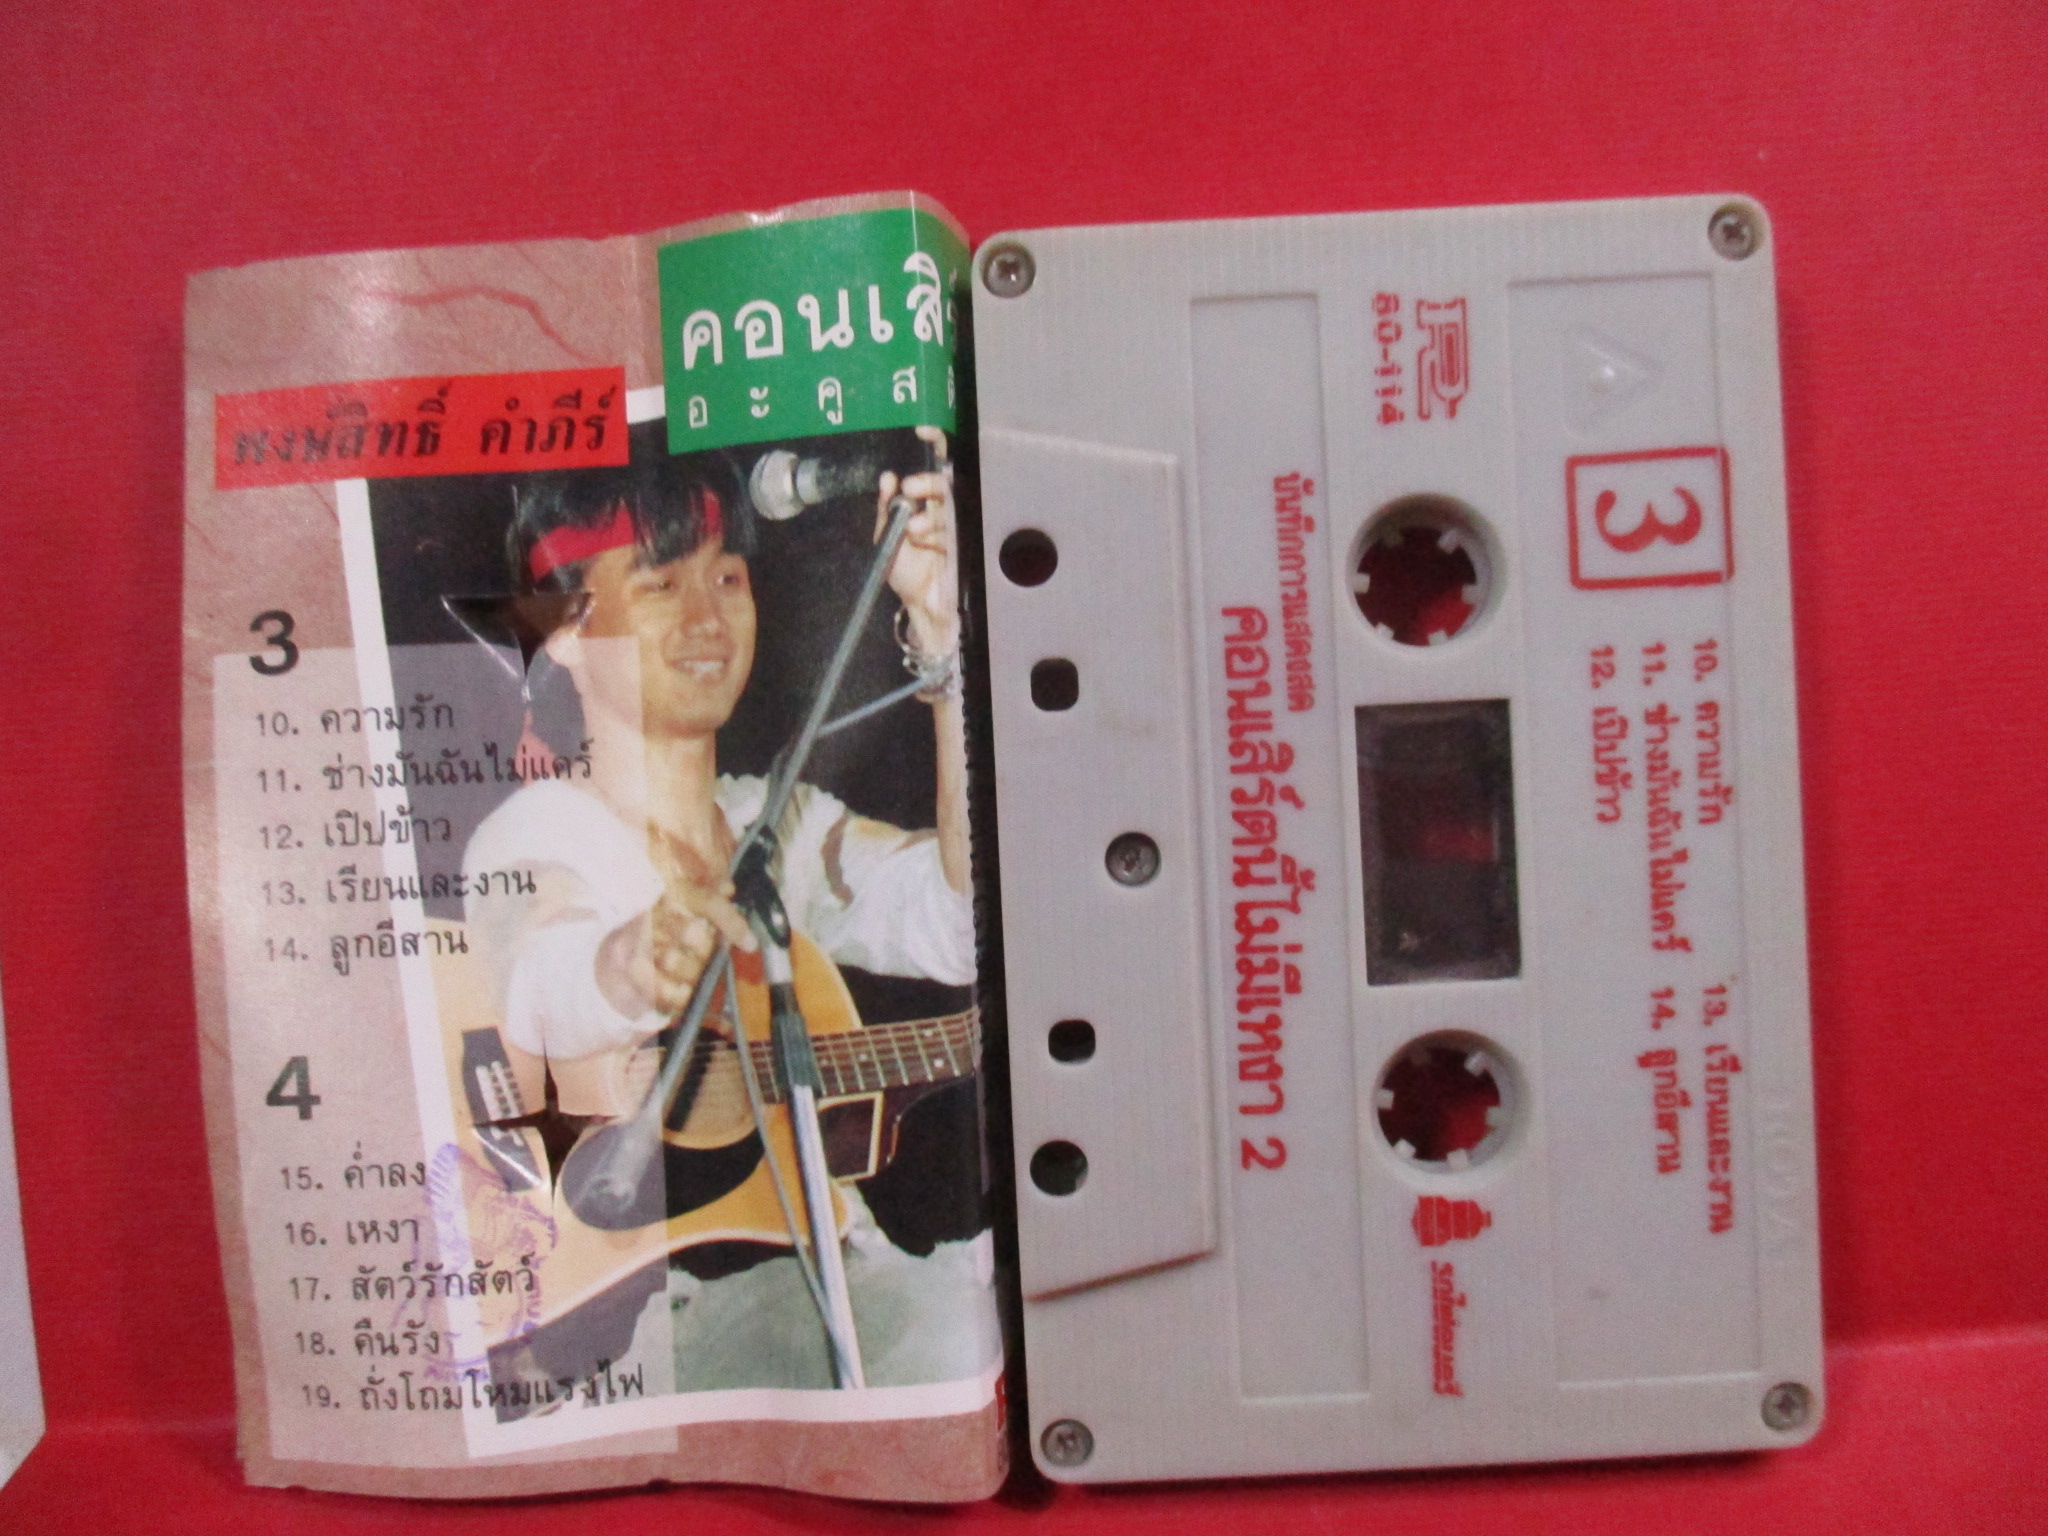 คอนเสิ
อะคูส
พงษ์สิทธิ์ คำภีร์
3
10. ความรัก
11. ช่างมันฉันไม่แคร์
12. เปิปข้าว
13. เรียนและงาน
14. ลูกอีสาน
4
15. ค่ำลง
16. เหงา
17. สัตว์รักสัตว์
18. คืนรัง
19. ถั่งโถมโหมแรงไฟ
3
10. ความรัก
11. ช่างมันฉันไม่แคร์
12. เปิปข้าว
13. เรียนและงาน
14. ลูกอีสาน
บันทึกการแสดงสด
คอนเสิร์ตนี้ไม่มีเหงา 2
รถไฟดนตรี